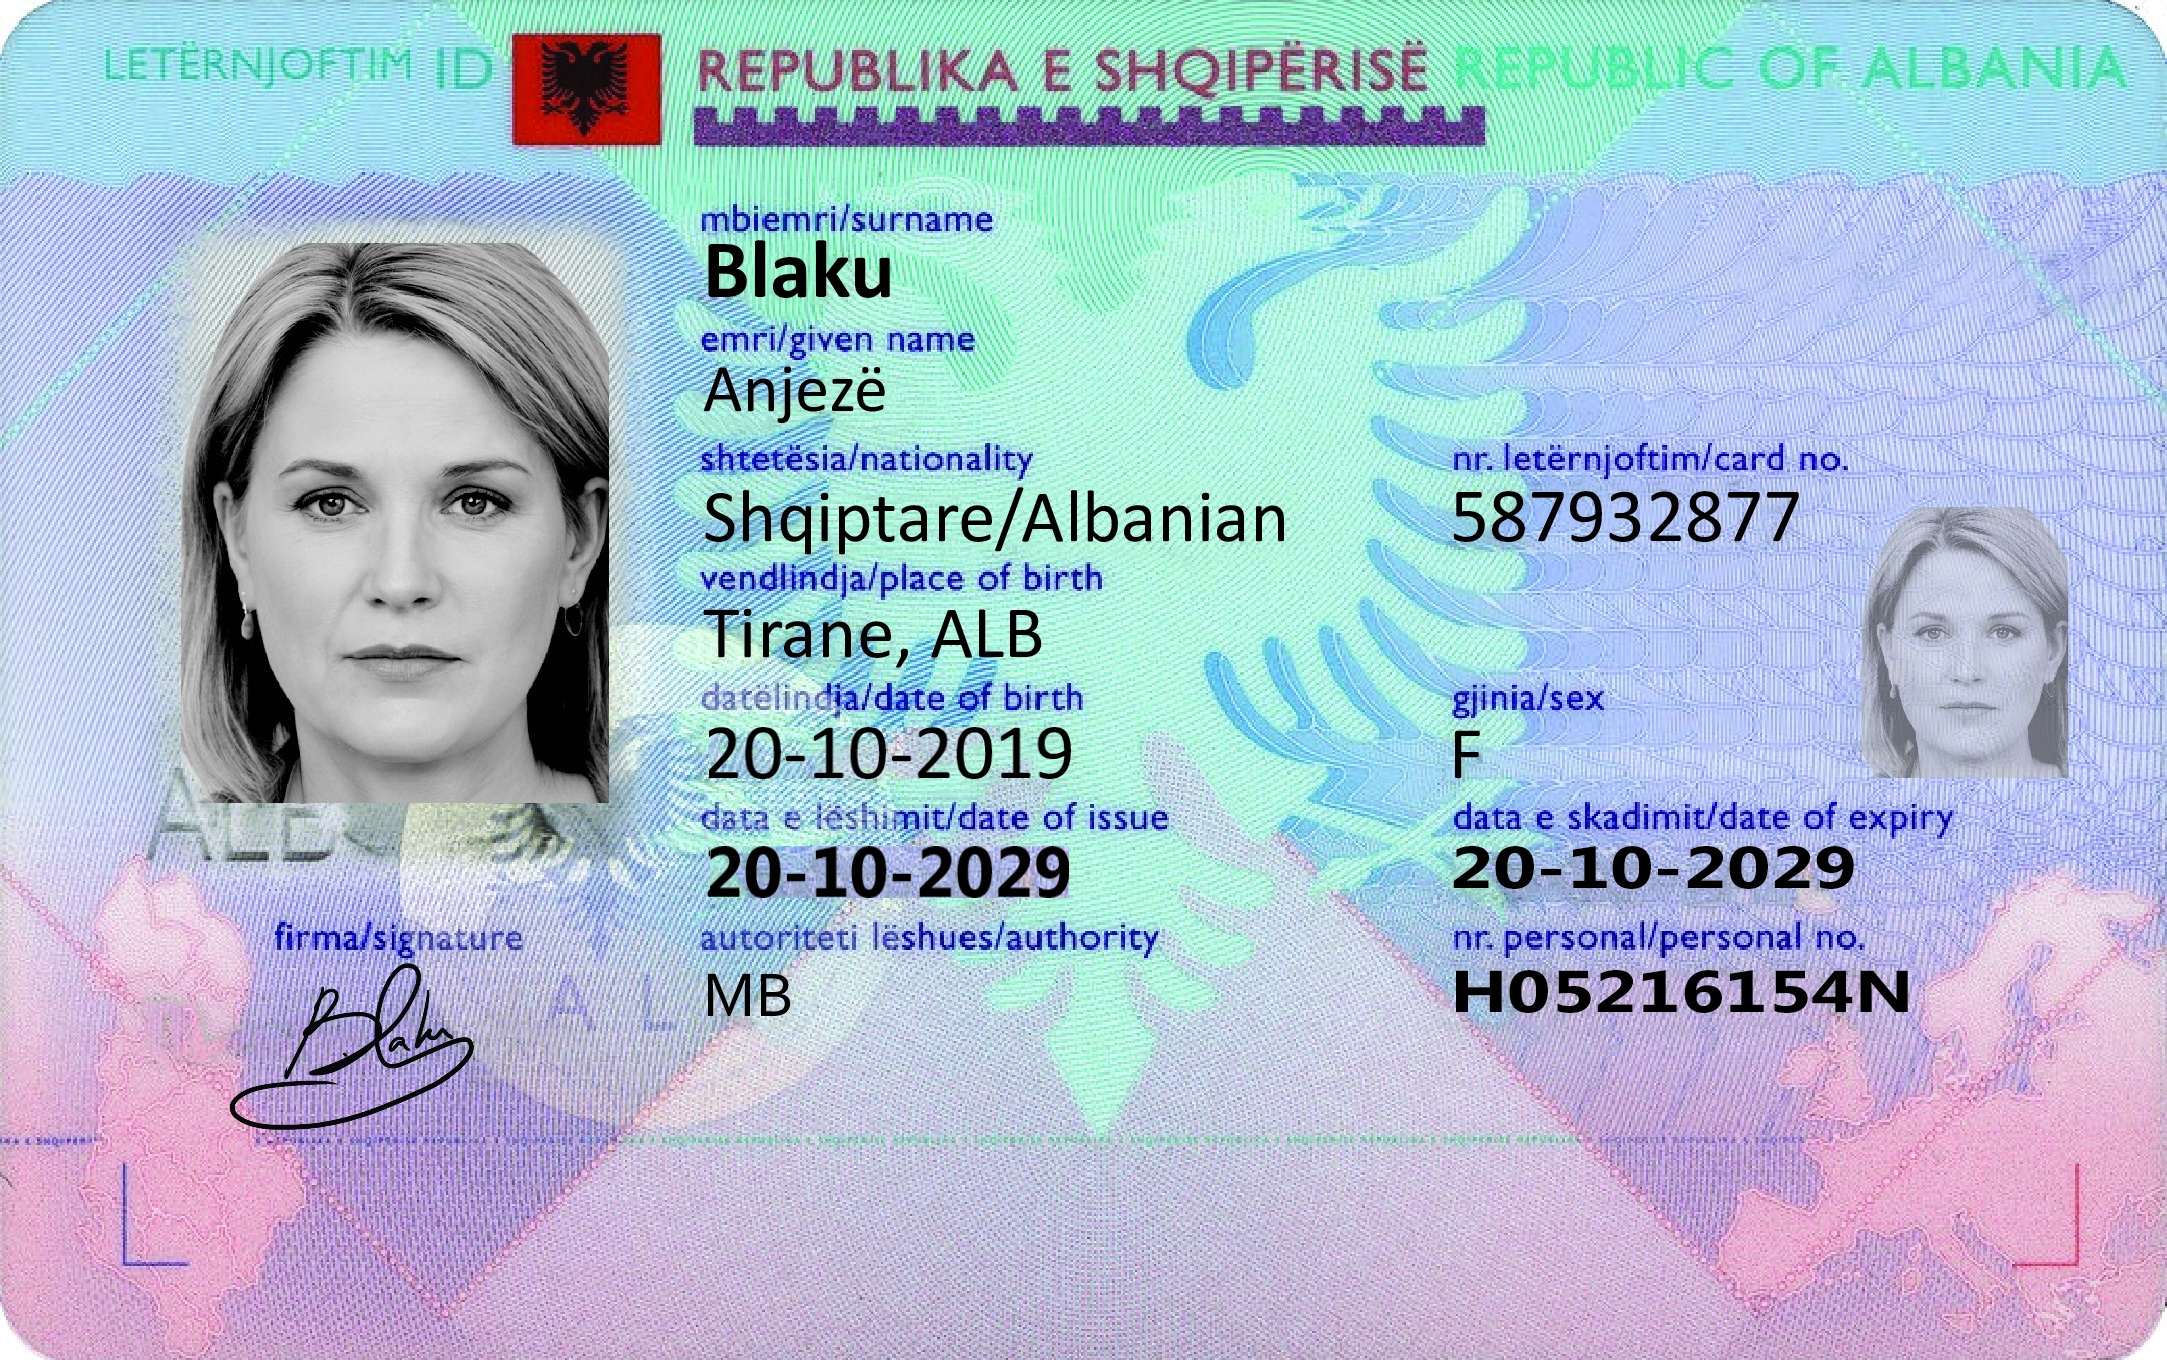 LETËRNJOFTIM ID REPUBLIKA E SHQIPËRISË REPUBLIC OF ALBANIA
mbiemri/surname
Blaku
emri/given name
Anjezë
shtetësia/nationality
Shqiptare/Albanian
nr. letërnjoftim/card no.
587932877
vendlindja/place of birth
Tirane, ALB
datëlindja/date of birth
20-10-2019
gjinia/sex
F
data e lëshimit/date of issue
20-10-2029
data e skadimit/date of expiry
20-10-2029
ALB
firma/signature
Blaku
autoriteti lëshues/authority
MB
nr. personal/personal no.
H05216154N
A L